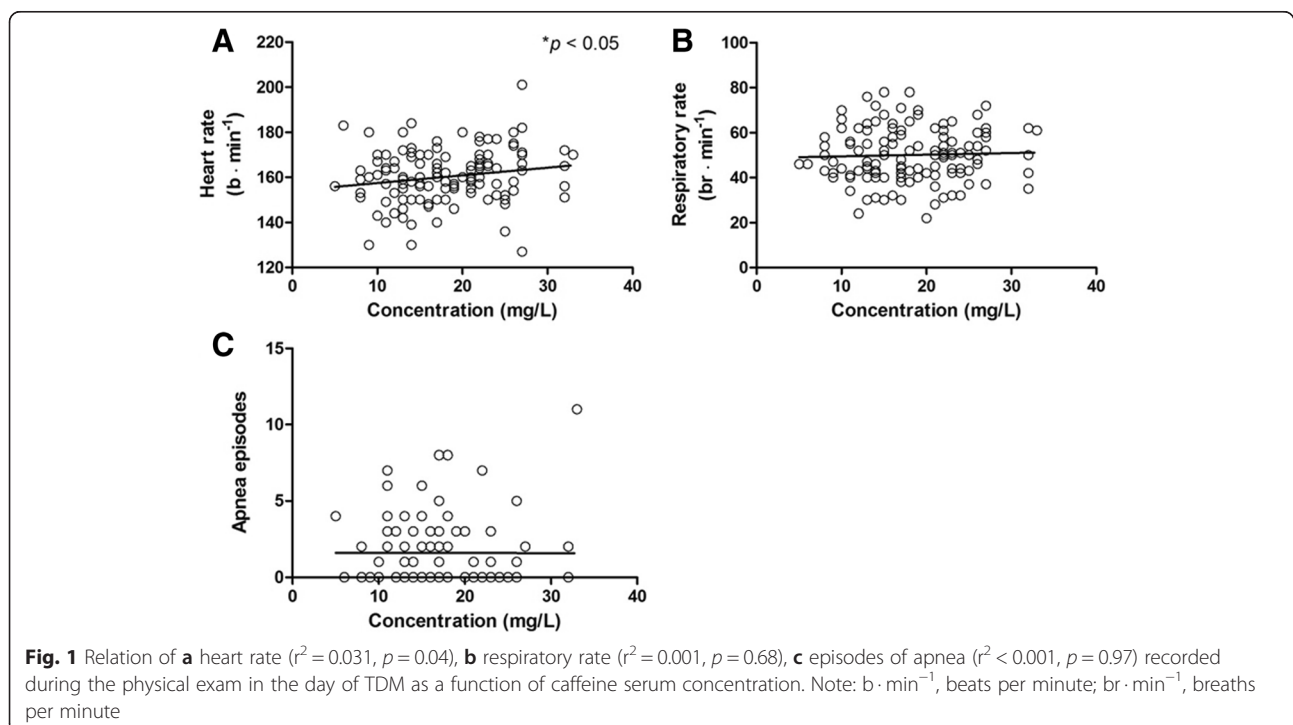 A
*p < 0.05
220
200
180
160
140
120
Heart rate
(b · min⁻¹)
0
10
20
30
40
Concentration (mg/L)
B
100
80
60
40
20
0
Respiratory rate
(br · min⁻¹)
0
10
20
30
40
Concentration (mg/L)
C
15
10
5
0
Apnea episodes
0
10
20
30
40
Concentration (mg/L)
Fig. 1 Relation of a heart rate (r² = 0.031, p = 0.04), b respiratory rate (r² = 0.001, p = 0.68), c episodes of apnea (r² < 0.001, p = 0.97) recorded
during the physical exam in the day of TDM as a function of caffeine serum concentration. Note: b · min⁻¹, beats per minute; br · min⁻¹, breaths
per minute